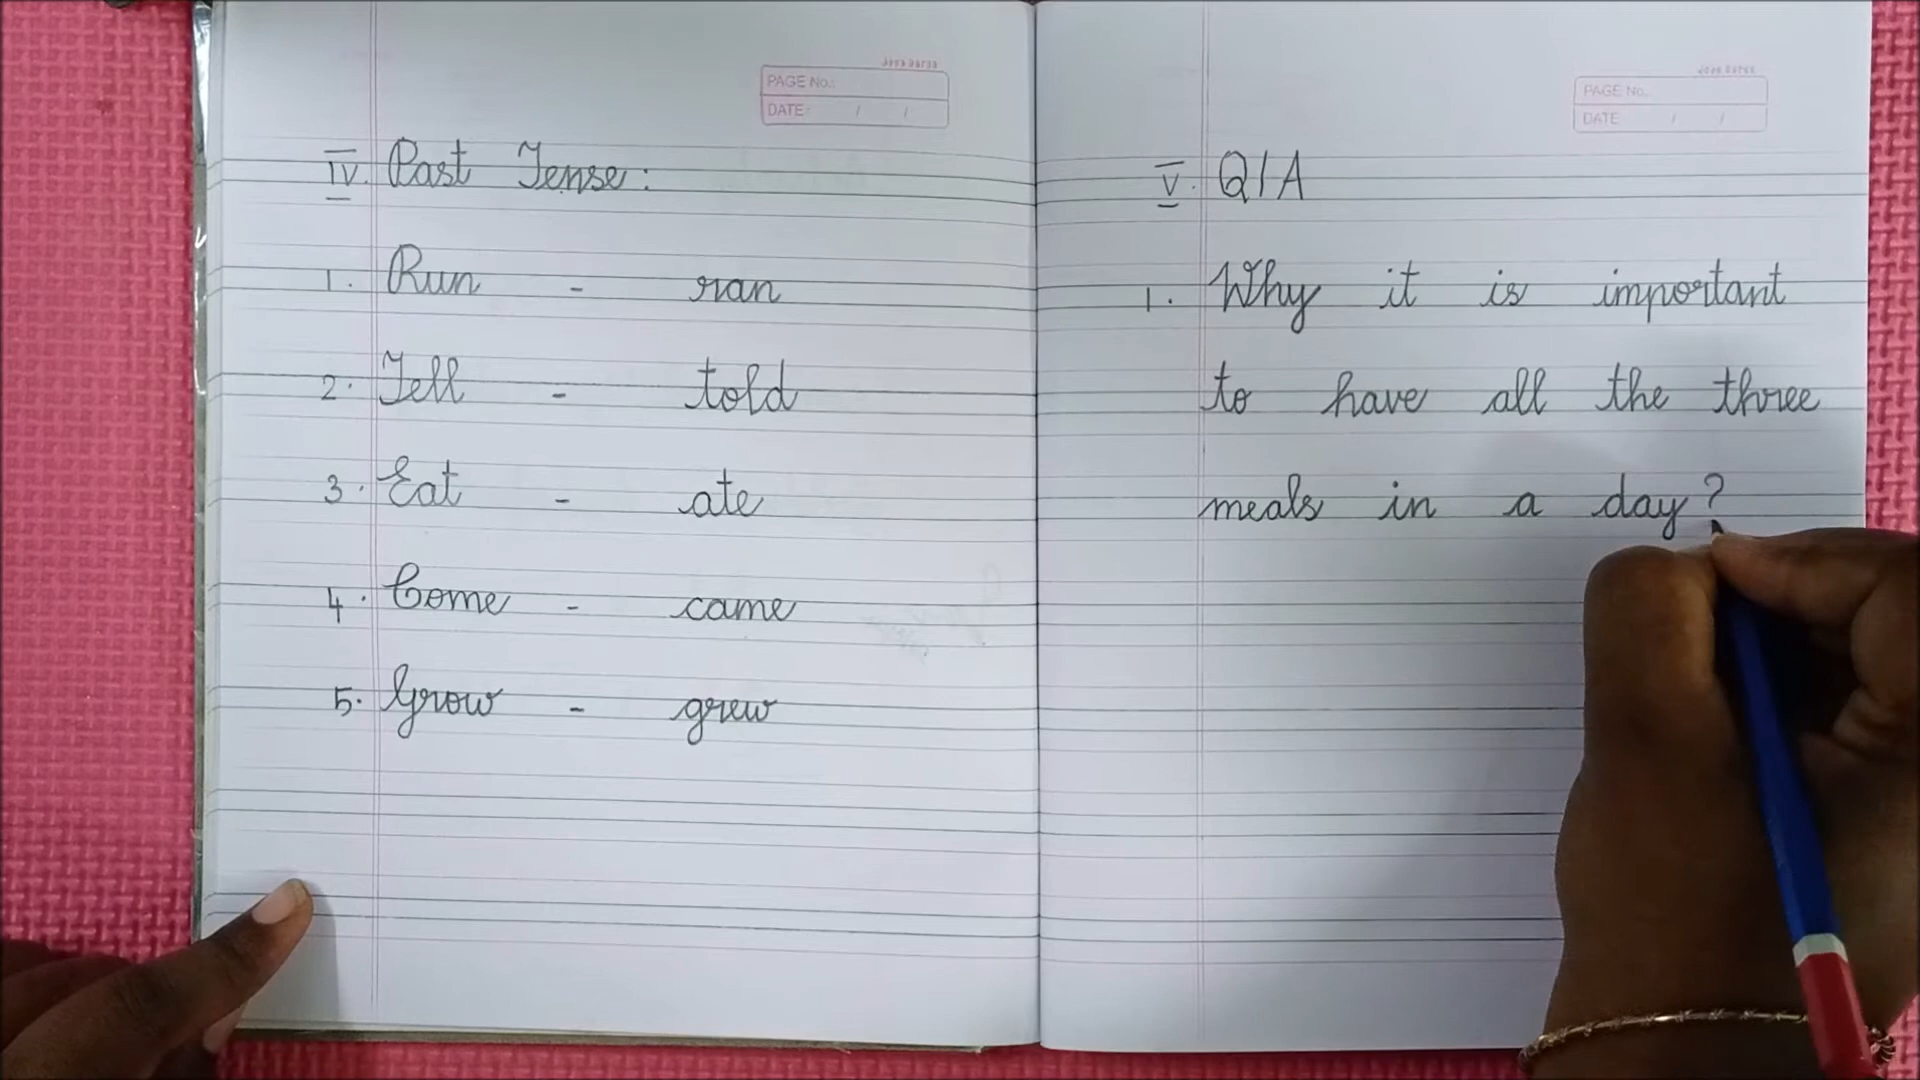 PAGE No.:
DATE: / /
IV. Past Tense:
1. Run - ran
2. Tell - told
3. Eat - ate
4. Come - came
5. Grow - grew
PAGE No.:
DATE / /
V. Q/A
1. Why it is important
to have all the three
meals in a day?